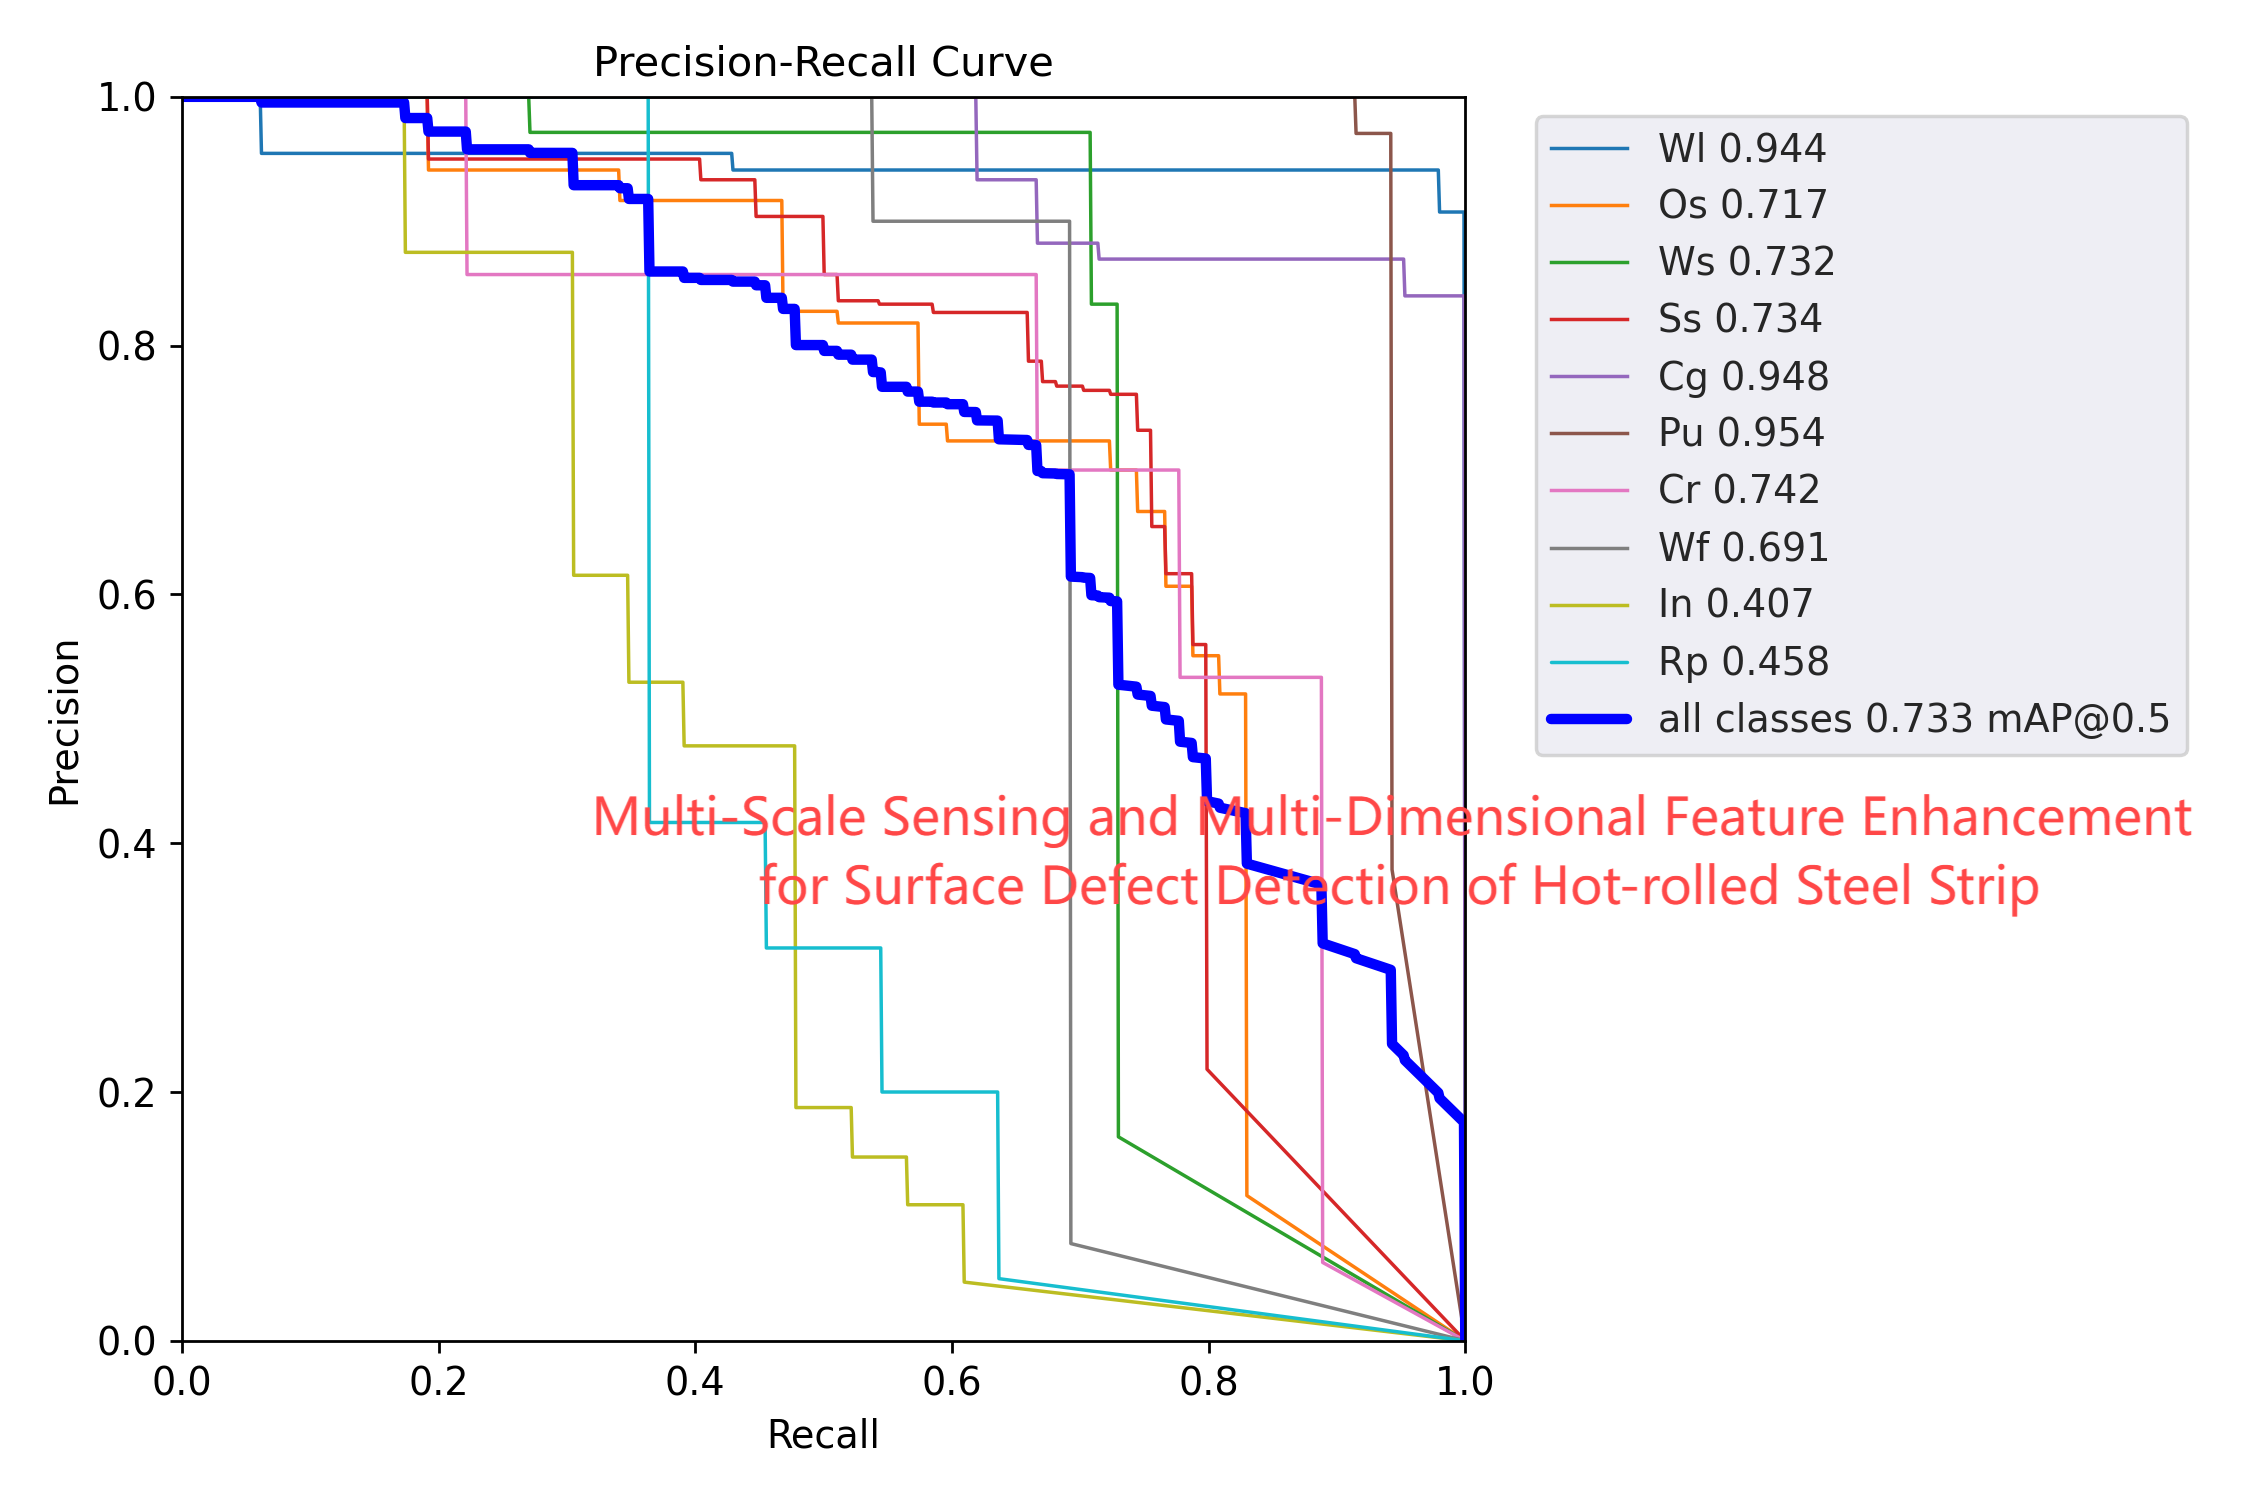 Precision-Recall Curve
1.0
0.8
0.6
0.4
0.2
0.0
Precision
0.0 0.2 0.4 0.6 0.8 1.0
Recall
Wl 0.944
Os 0.717
Ws 0.732
Ss 0.734
Cg 0.948
Pu 0.954
Cr 0.742
Wf 0.691
In 0.407
Rp 0.458
all classes 0.733 mAP@0.5
Multi-Scale Sensing and Multi-Dimensional Feature Enhancement
for Surface Defect Detection of Hot-rolled Steel Strip